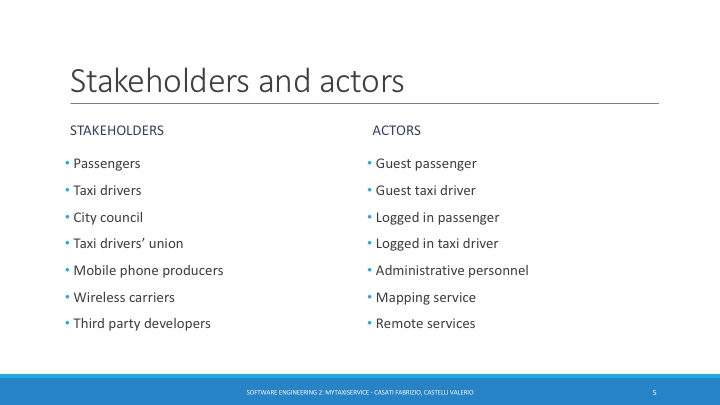 Stakeholders and actors
STAKEHOLDERS
• Passengers
• Taxi drivers
• City council
• Taxi drivers’ union
• Mobile phone producers
• Wireless carriers
• Third party developers
ACTORS
• Guest passenger
• Guest taxi driver
• Logged in passenger
• Logged in taxi driver
• Administrative personnel
• Mapping service
• Remote services
SOFTWARE ENGINEERING 2: MYTAXISERVICE - CASATI FABRIZIO, CASTELLI VALERIO
5